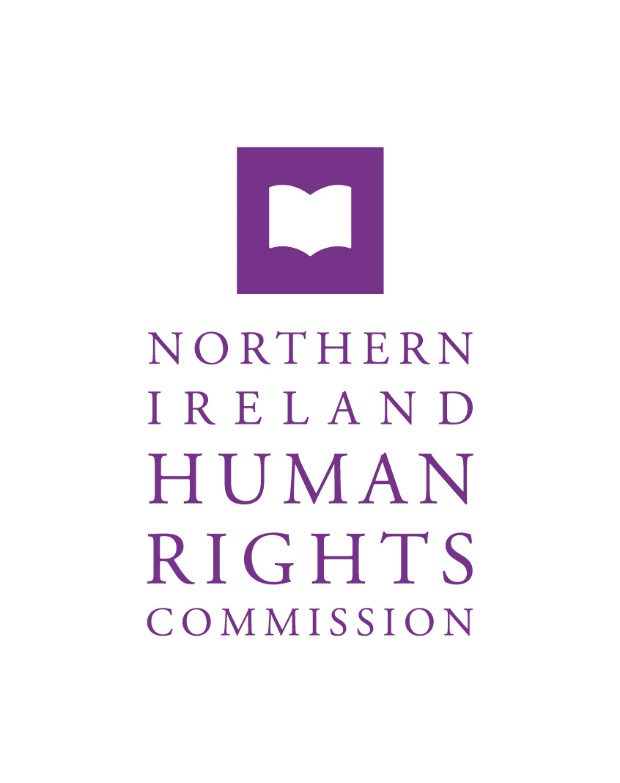 NORTHERN
IRELAND
HUMAN
RIGHTS
COMMISSION